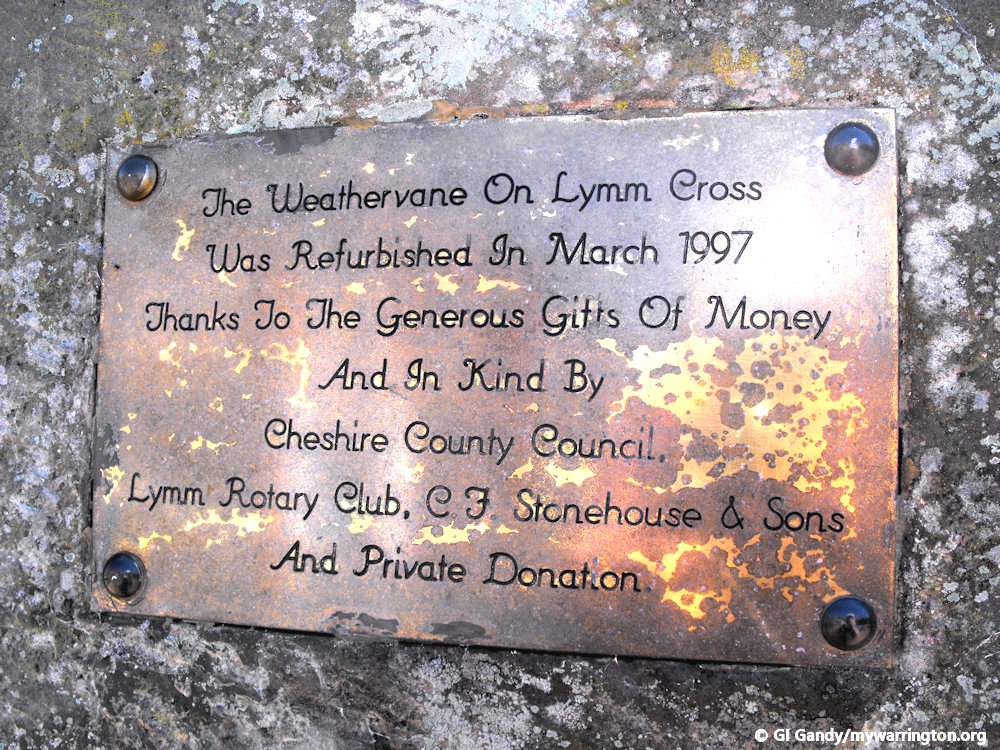 The Weathervane On Lymm Cross
Was Refurbished In March 1997
Thanks To The Generous Gifts Of Money
And In Kind By
Cheshire County Council,
Lymm Rotary Club, C.F. Stonehouse & Sons
And Private Donation.
© GI Gandy/mywarrington.org